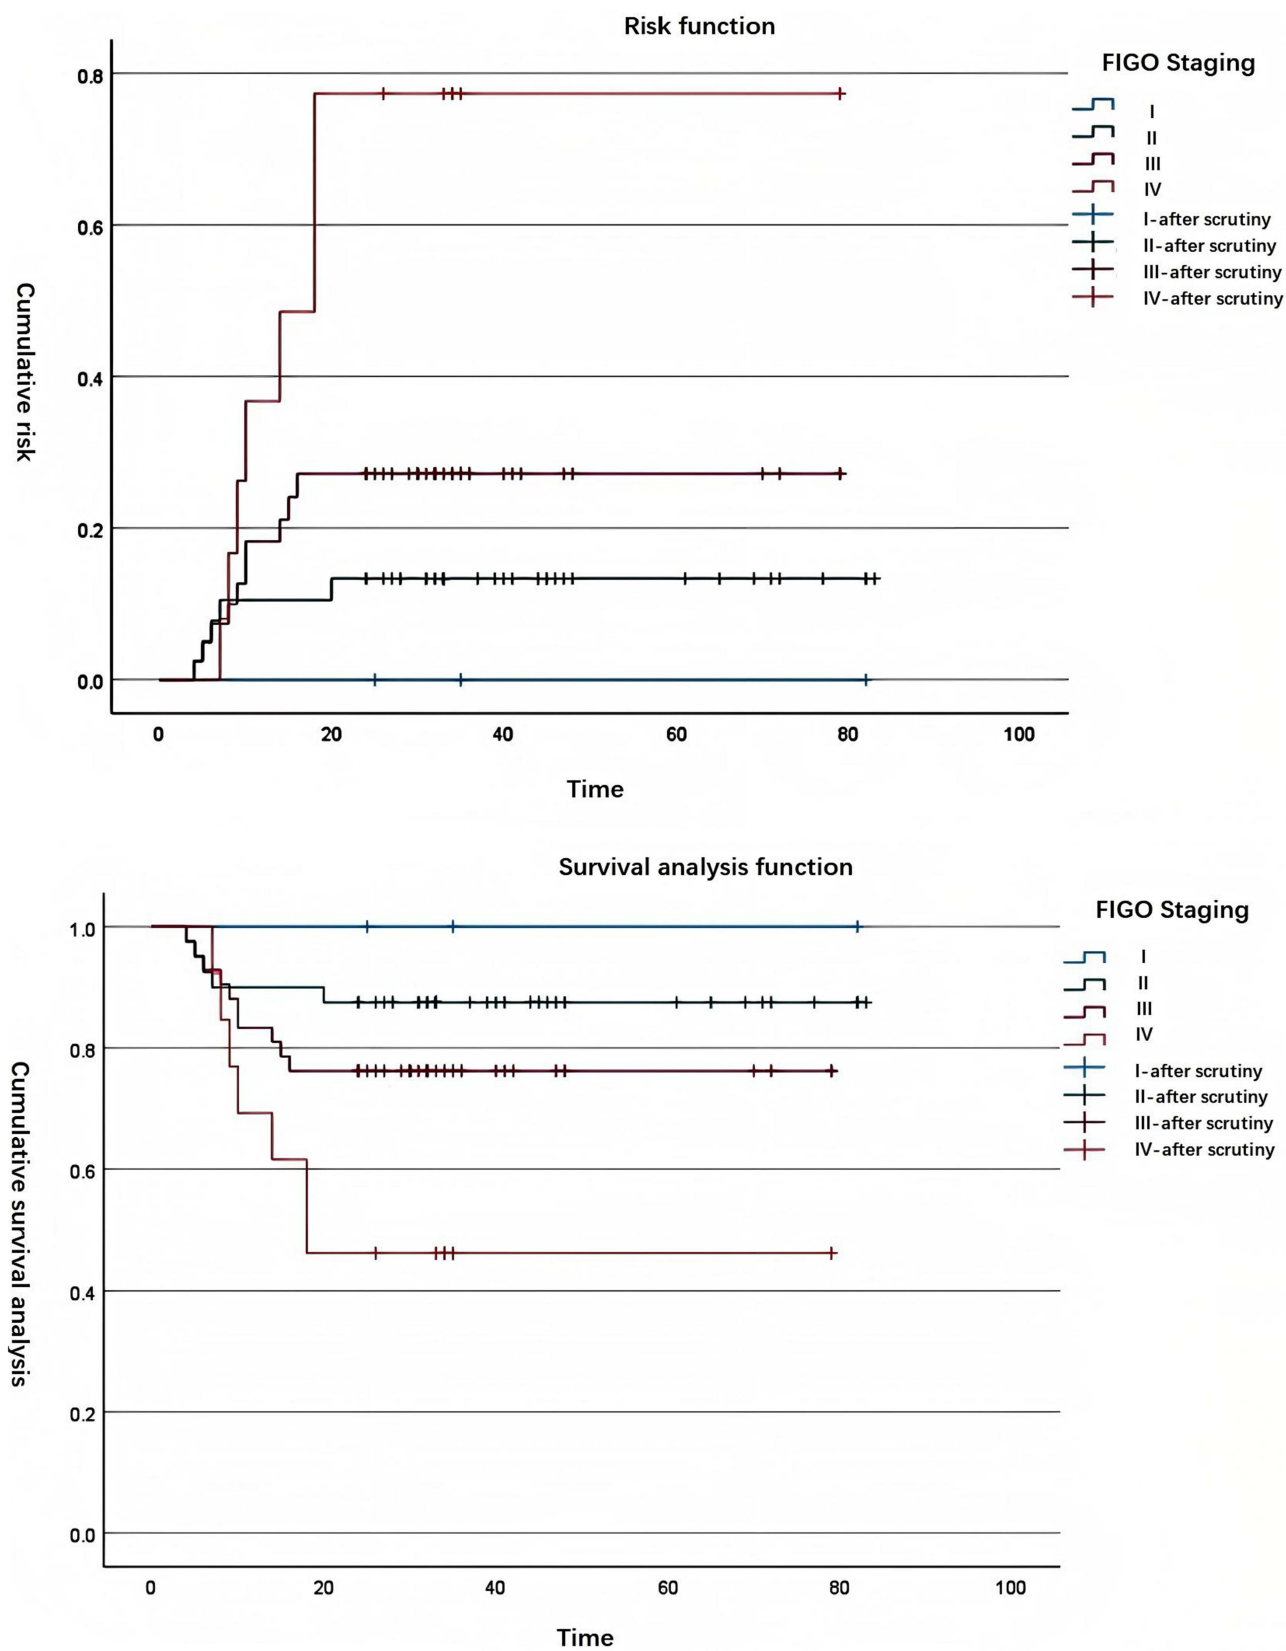 Risk function
FIGO Staging
I
II
III
IV
I-after scrutiny
II-after scrutiny
III-after scrutiny
IV-after scrutiny
Cumulative risk
0.8
0.6
0.4
0.2
0.0
0 20 40 60 80 100
Time
Survival analysis function
FIGO Staging
I
II
III
IV
I-after scrutiny
II-after scrutiny
III-after scrutiny
IV-after scrutiny
Cumulative survival analysis
1.0
0.8
0.6
0.4
0.2
0.0
0 20 40 60 80 100
Time